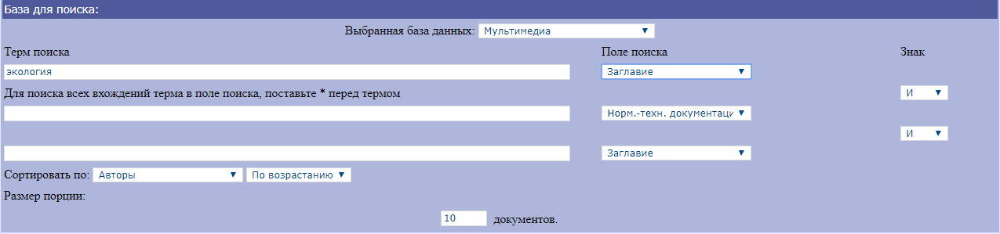 База для поиска:
Выбранная база данных: Мультимедиа
Терм поиска Поле поиска Знак
экология Заглавие
Для поиска всех вхождений терма в поле поиска, поставьте * перед термом И
Норм.-техн. документаци
И
Заглавие
Сортировать по: Авторы По возрастанию
Размер порции:
10 документов.